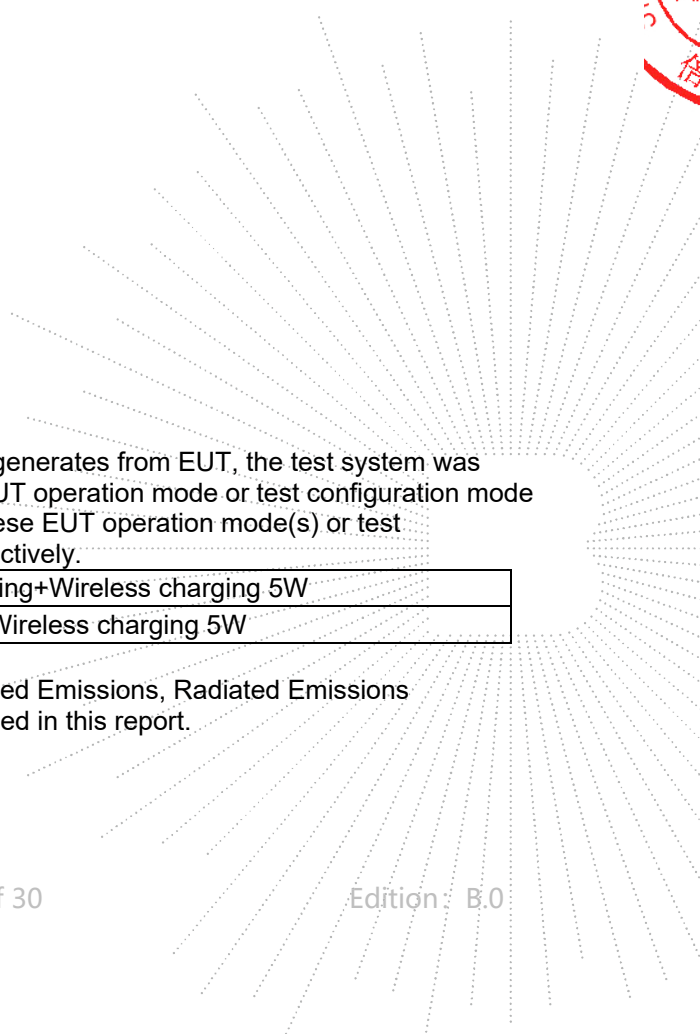 倍
generates from EUT, the test system was
UT operation mode or test configuration mode
ese EUT operation mode(s) or test
ctively.
ing+Wireless charging 5W
Wireless charging 5W
ed Emissions, Radiated Emissions
ed in this report.
f 30 Edition：B.0